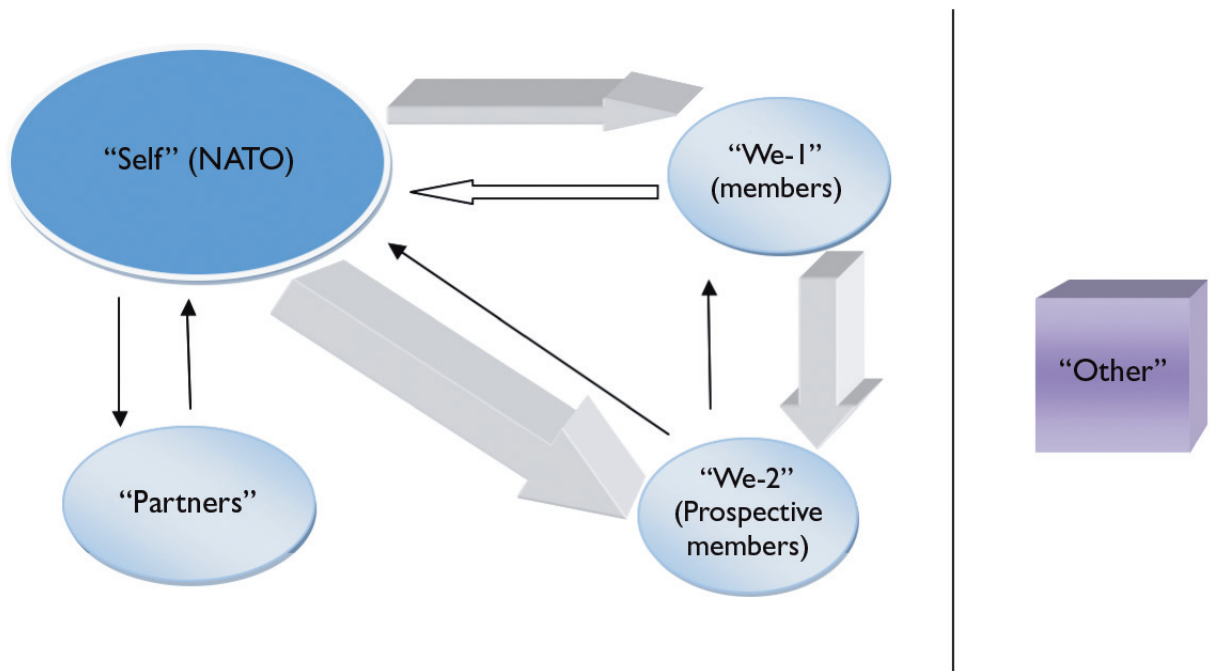 “Self” (NATO)
“We-1”
(members)
“Other”
“Partners”
“We-2”
(Prospective
members)